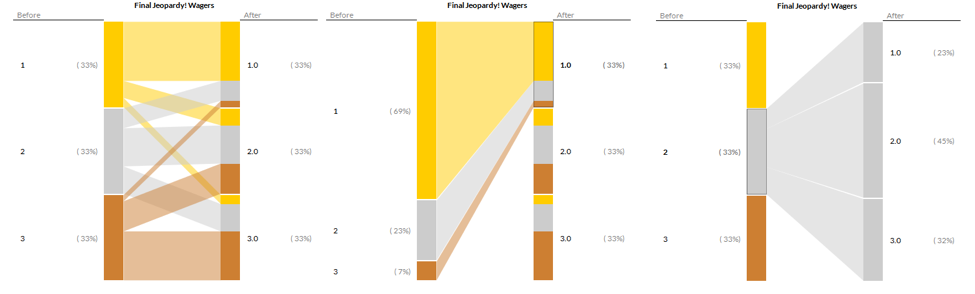 Final Jeopardy! Wagers
Before After
1 (33%) 1.0 (33%)
2 (33%) 2.0 (33%)
3 (33%) 3.0 (33%)
Final Jeopardy! Wagers
Before After
1.0 (33%)
1 (69%)
2.0 (33%)
2 (23%)
3.0 (33%)
3 (7%)
Final Jeopardy! Wagers
Before After
1.0 (23%)
1 (33%)
2.0 (45%)
2 (33%)
3 (33%)
3.0 (32%)